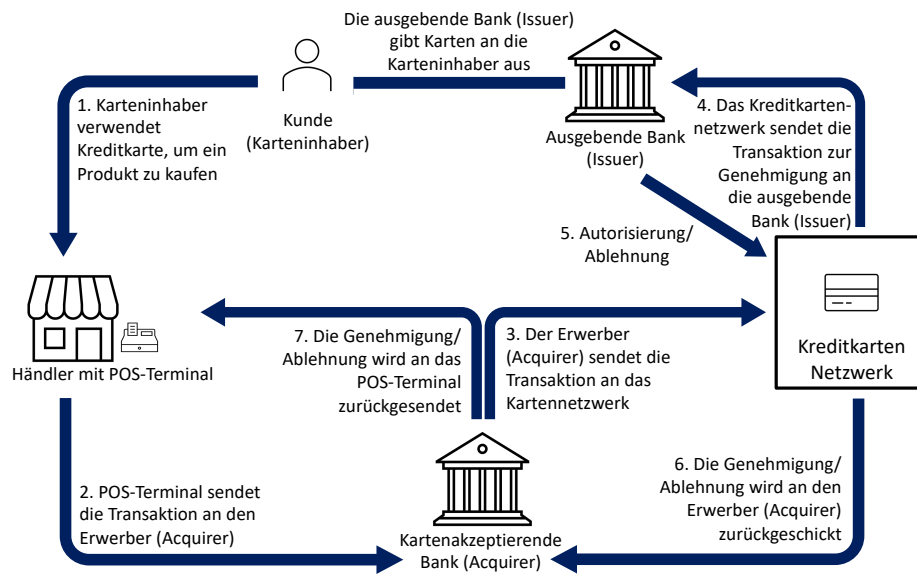 Die ausgebende Bank (Issuer)
gibt Karten an die
Karteninhaber aus
1. Karteninhaber
verwendet
Kreditkarte, um ein
Produkt zu kaufen
Kunde
(Karteninhaber)
Ausgebende Bank
(Issuer)
4. Das Kreditkarten-
netzwerk sendet die
Transaktion zur
Genehmigung an
die ausgebende
Bank (Issuer)
5. Autorisierung/
Ablehnung
Händler mit POS-Terminal
7. Die Genehmigung/
Ablehnung wird an das
POS-Terminal
zurückgesendet
3. Der Erwerber
(Acquirer) sendet die
Transaktion an das
Kartennetzwerk
Kreditkarten
Netzwerk
2. POS-Terminal sendet
die Transaktion an den
Erwerber (Acquirer)
Kartenakzeptierende
Bank (Acquirer)
6. Die Genehmigung/
Ablehnung wird an den
Erwerber (Acquirer)
zurückgeschickt